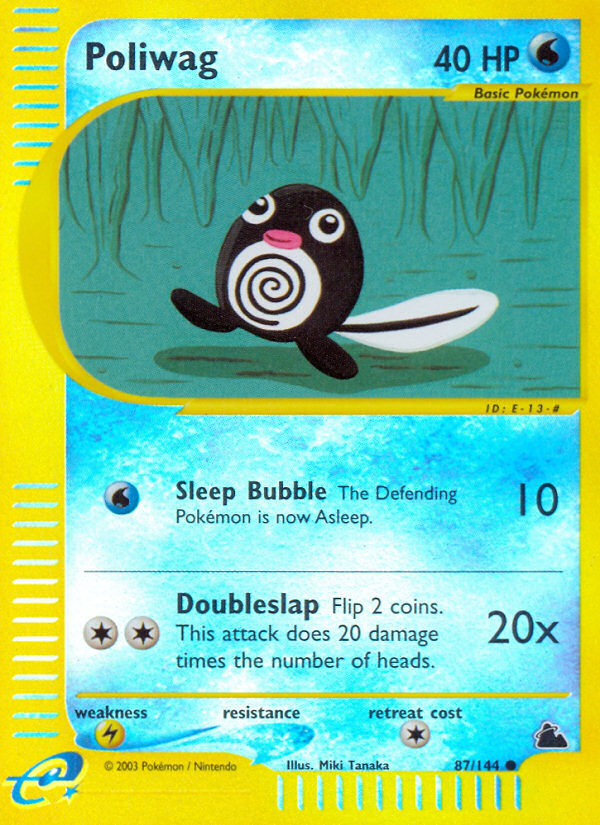 Poliwag 40 HP
Basic Pokémon
ID: E-13-#
Sleep Bubble The Defending 10
Pokémon is now Asleep.
Doubleslap Flip 2 coins.
This attack does 20 damage 20x
times the number of heads.
weakness resistance retreat cost
© 2003 Pokémon / Nintendo Illus. Miki Tanaka 87/144
e